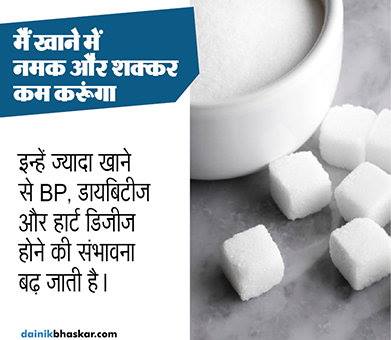 मैं खाने में
नमक और शक्कर
कम करूंगा
इन्हें ज्यादा खाने
से BP, डायबिटीज
और हार्ट डिजीज
होने की संभावना
बढ़ जाती है।
dainikbhaskar.com